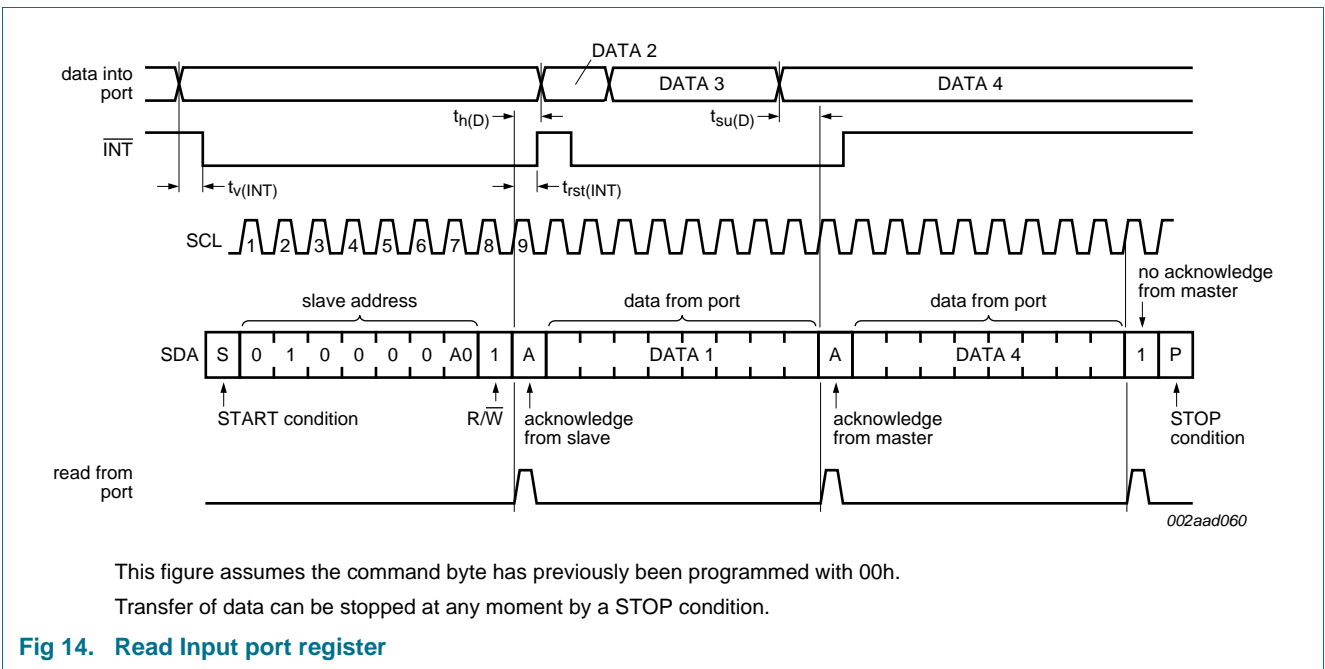 DATA 2
data into
port
DATA 3
DATA 4
th(D)
tsu(D)
INT
tv(INT)
trst(INT)
SCL
1 2 3 4 5 6 7 8 9
no acknowledge
from master
slave address
data from port
data from port
SDA S 0 1 0 0 0 0 A0 1 A DATA 1 A DATA 4 1 P
START condition
R/W
acknowledge
from slave
acknowledge
from master
STOP
condition
read from
port
002aad060
This figure assumes the command byte has previously been programmed with 00h.
Transfer of data can be stopped at any moment by a STOP condition.
Fig 14. Read Input port register